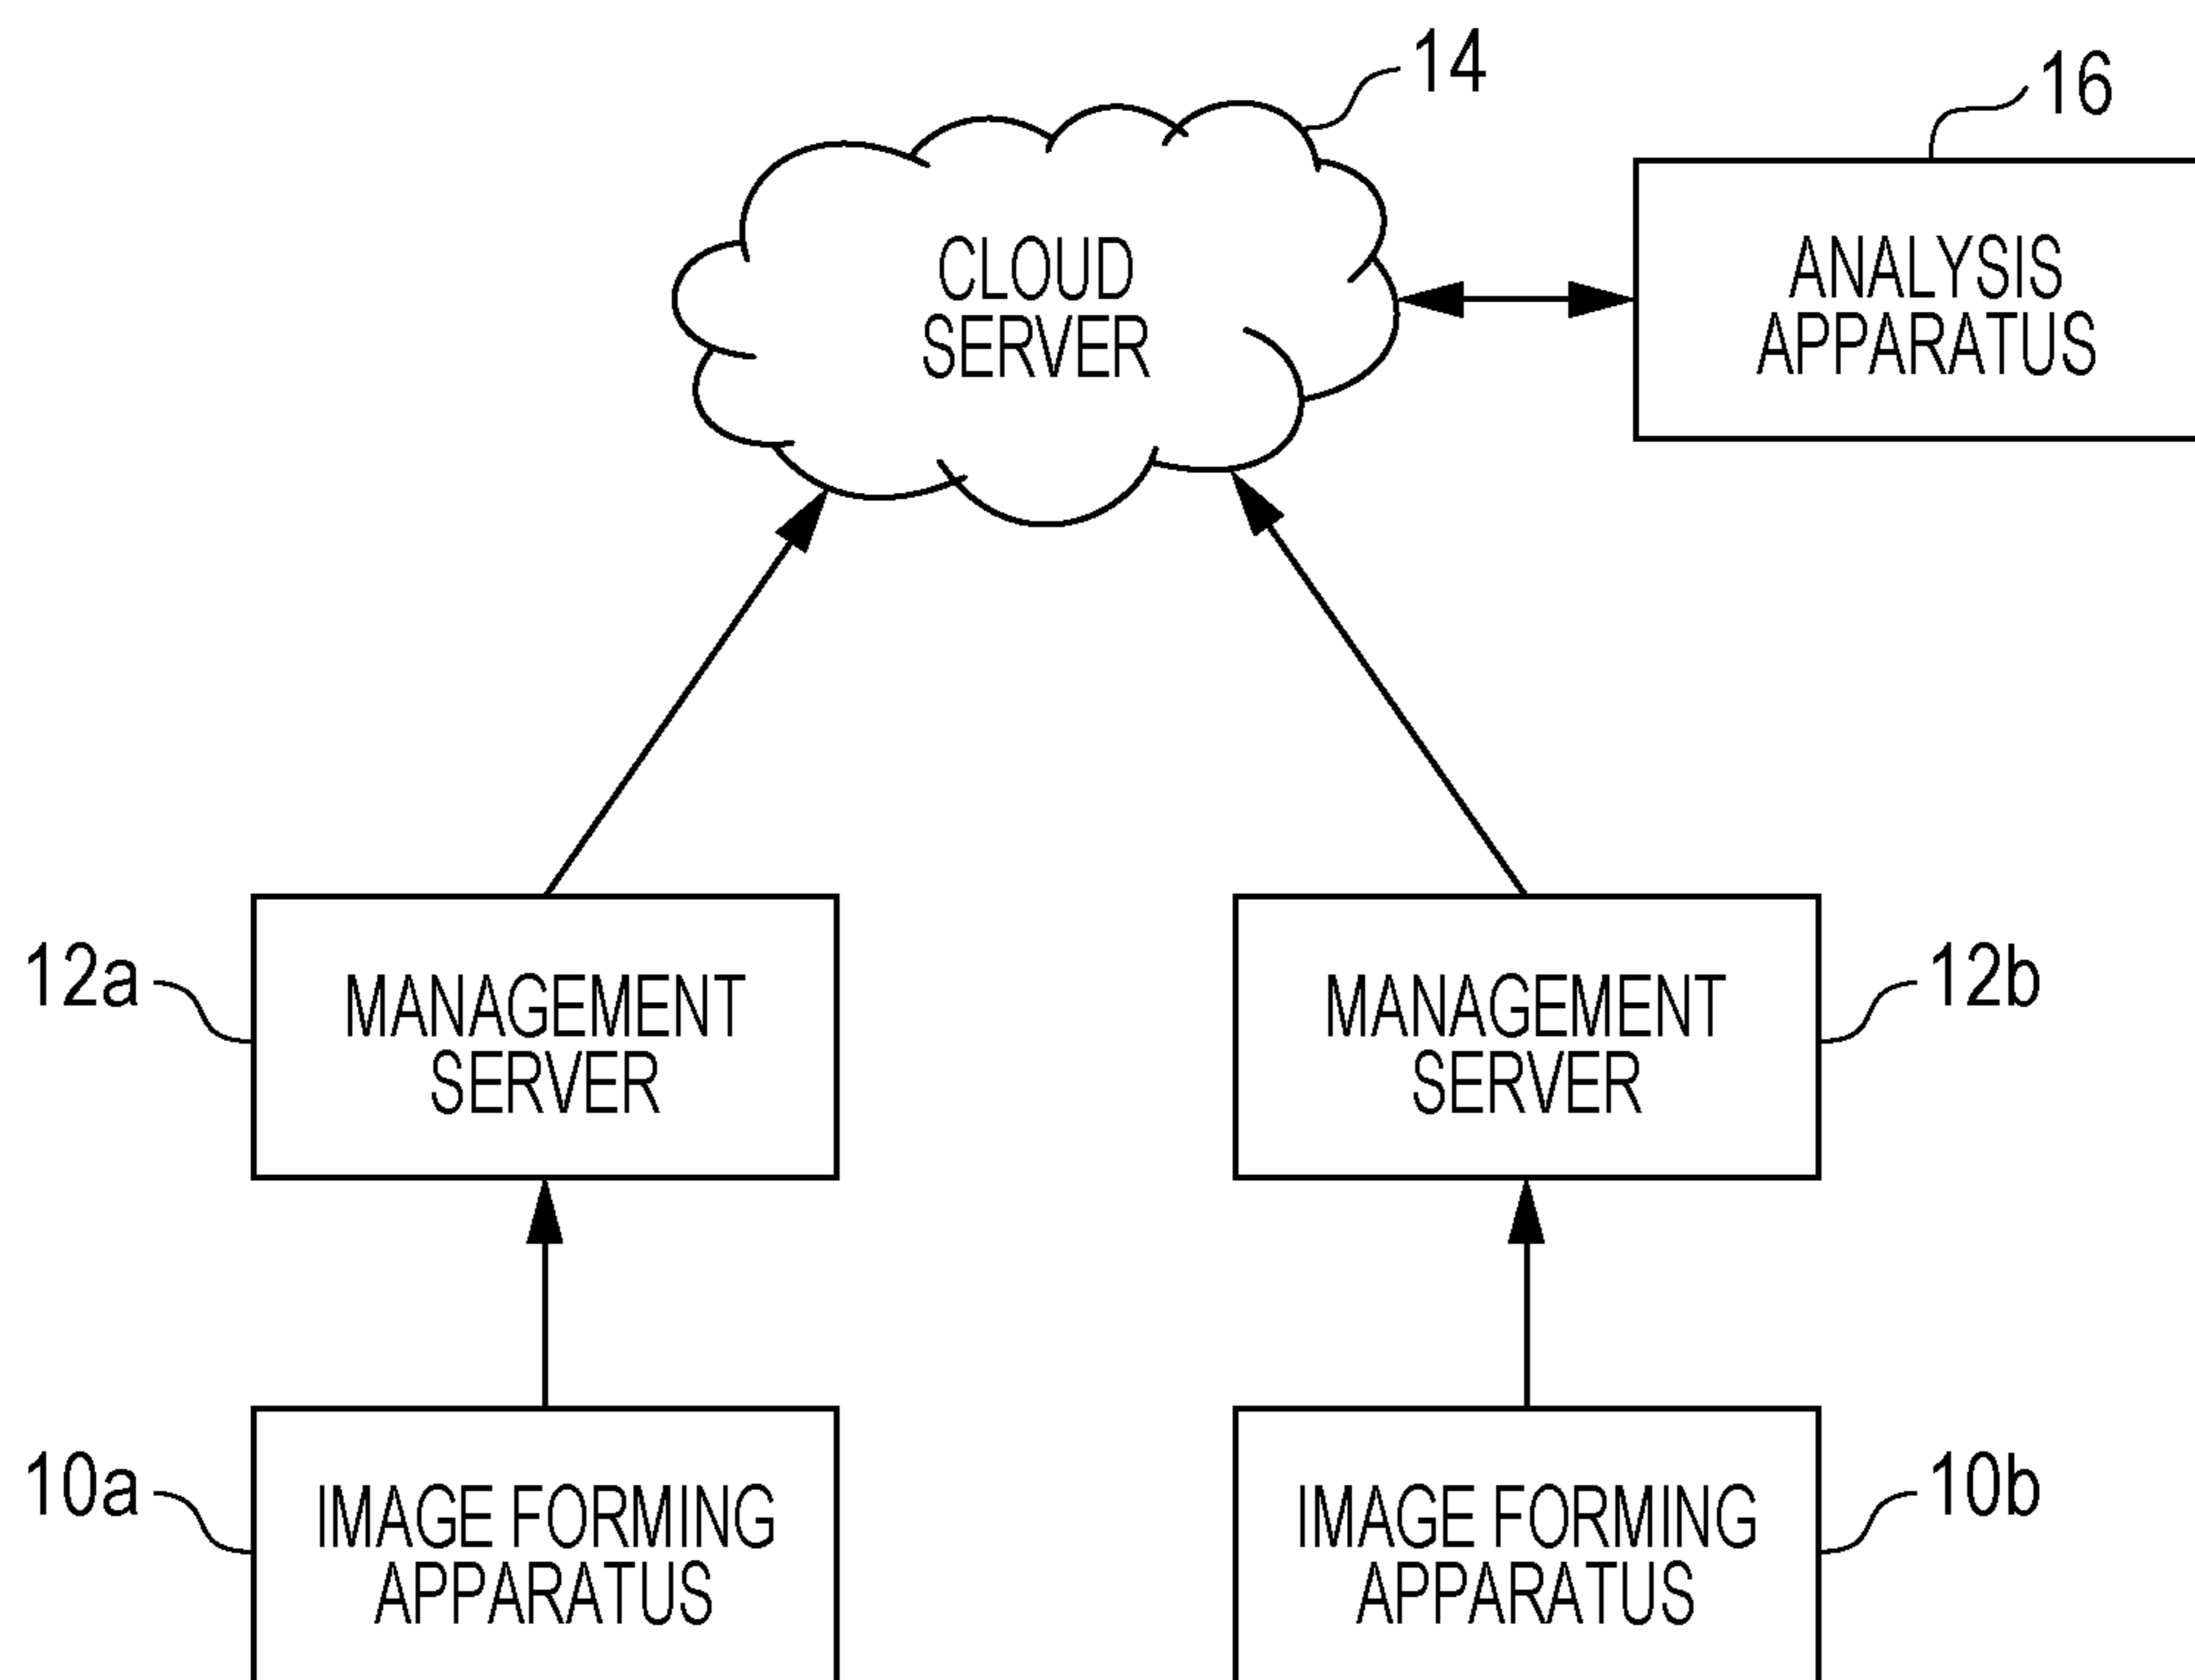 14
16
CLOUD
SERVER
ANALYSIS
APPARATUS
12a
MANAGEMENT
SERVER
MANAGEMENT
SERVER
12b
10a
IMAGE FORMING
APPARATUS
IMAGE FORMING
APPARATUS
10b